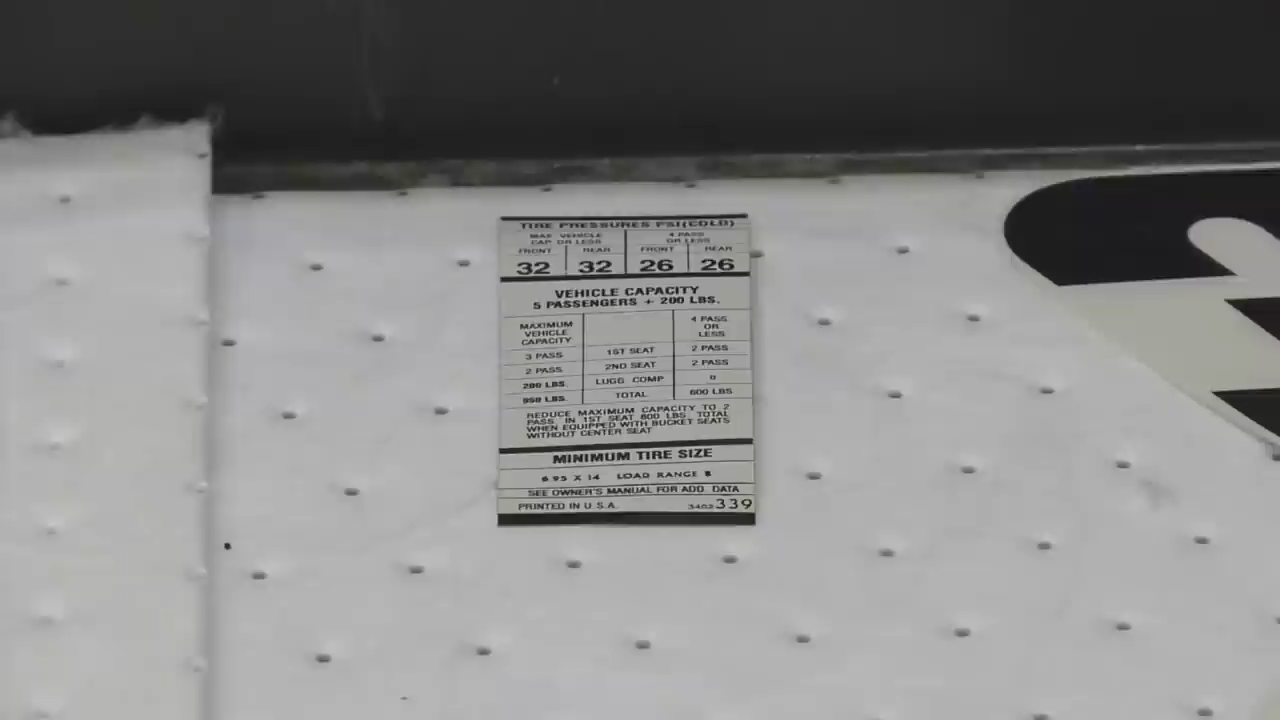 TIRE PRESSURES PSI(COLD)
MAX VEHICLE CAP OR LESS
4 PASS OR LESS
FRONT REAR FRONT REAR
32 32 26 26
VEHICLE CAPACITY
5 PASSENGERS + 200 LBS.
MAXIMUM VEHICLE CAPACITY
4 PASS OR LESS
3 PASS 1ST SEAT 2 PASS
2 PASS 2ND SEAT 2 PASS
200 LBS. LUGG COMP 0
950 LBS. TOTAL 600 LBS
REDUCE MAXIMUM CAPACITY TO 2
PASS. IN 1ST SEAT 800 LBS. TOTAL
WHEN EQUIPPED WITH BUCKET SEATS
WITHOUT CENTER SEAT
MINIMUM TIRE SIZE
6 95 X 14 LOAD RANGE B
SEE OWNER'S MANUAL FOR ADD. DATA
PRINTED IN U.S.A. 3402339